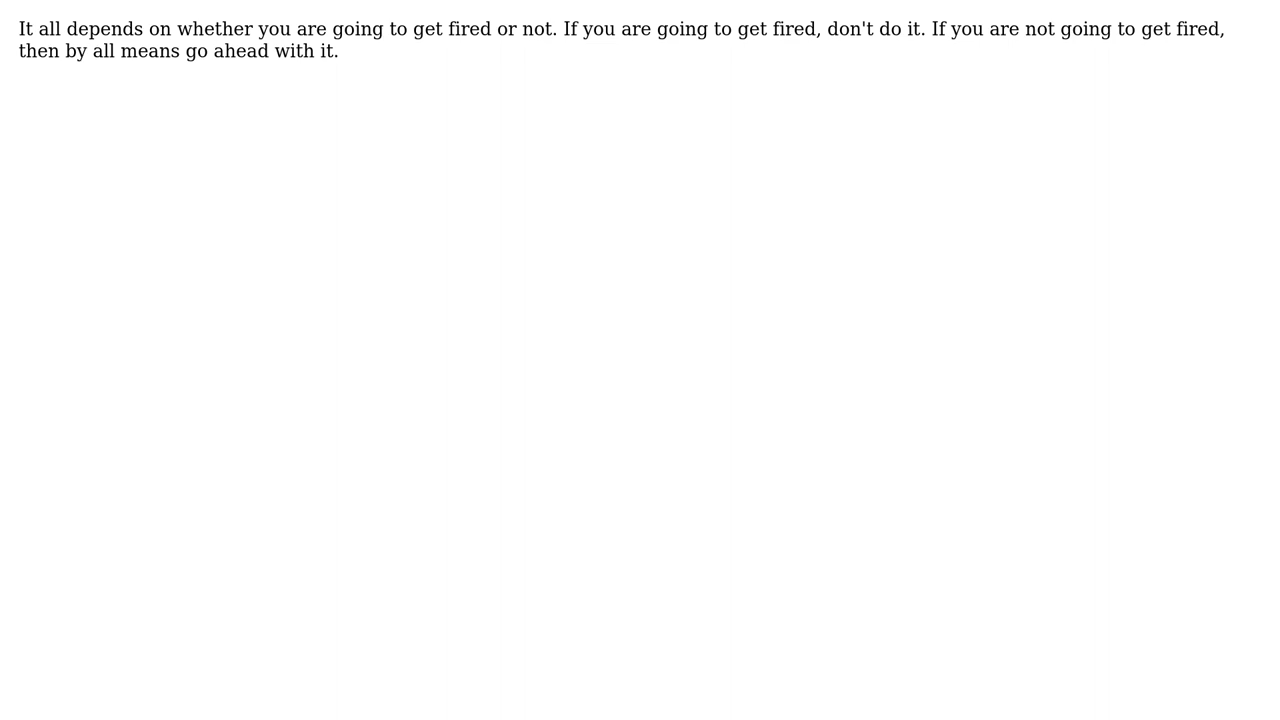 It all depends on whether you are going to get fired or not. If you are going to get fired, don't do it. If you are not going to get fired,
then by all means go ahead with it.